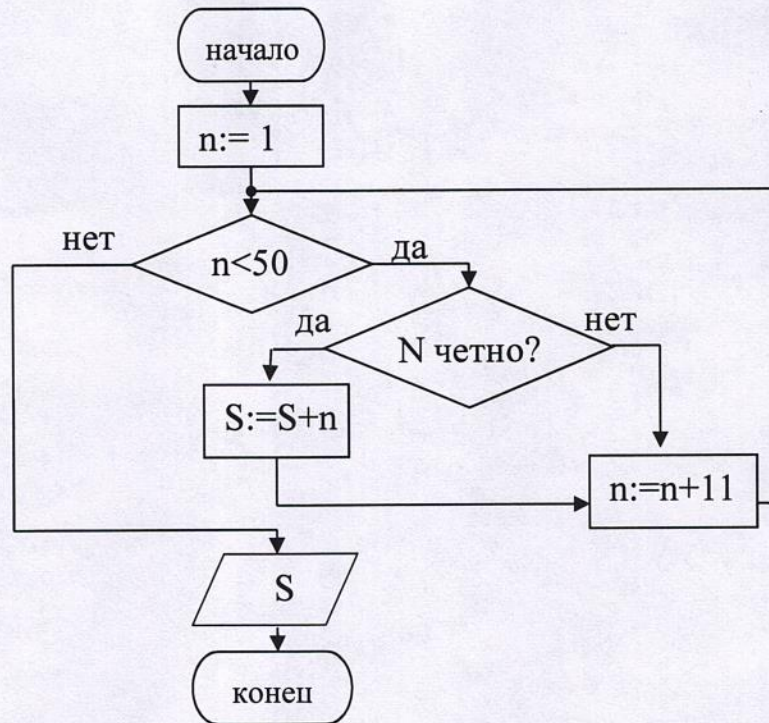 начало
n:= 1
нет
n<50
да
да
N четно?
нет
S:=S+n
n:=n+11
S
конец